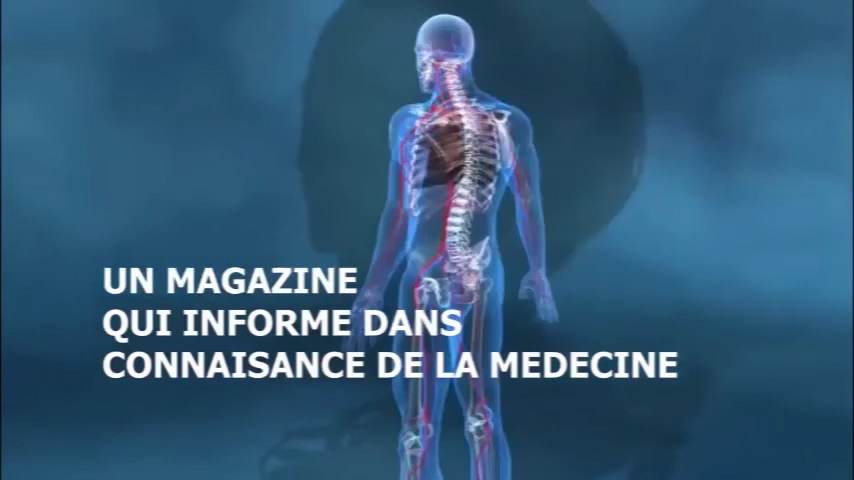 UN MAGAZINE
QUI INFORME DANS
CONNAISANCE DE LA MEDECINE